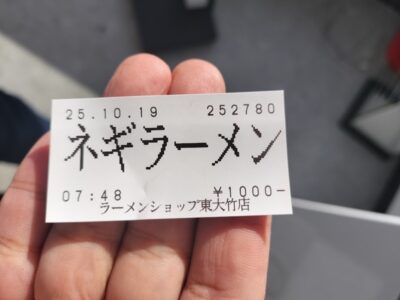 25.10.19 252780
ネギラーメン
07:48 ¥1000-
ラーメンショップ東大竹店